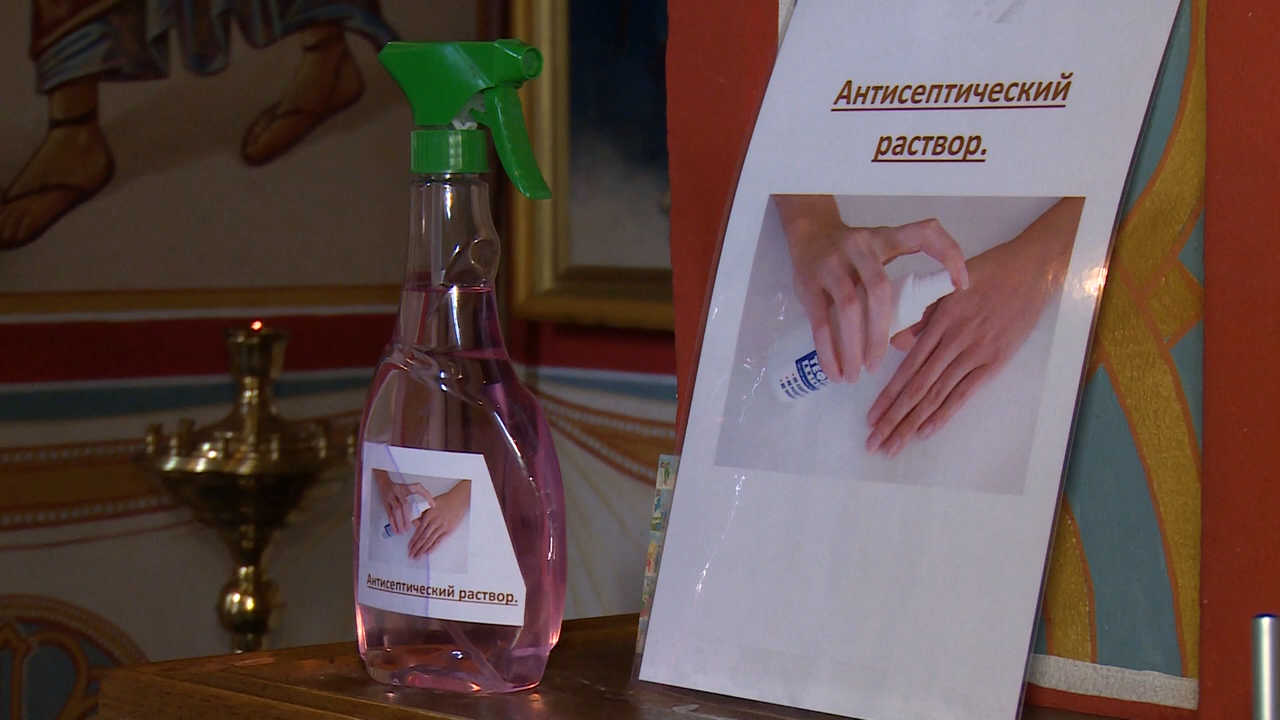 Антисептический
раствор.
Антисептический раствор.